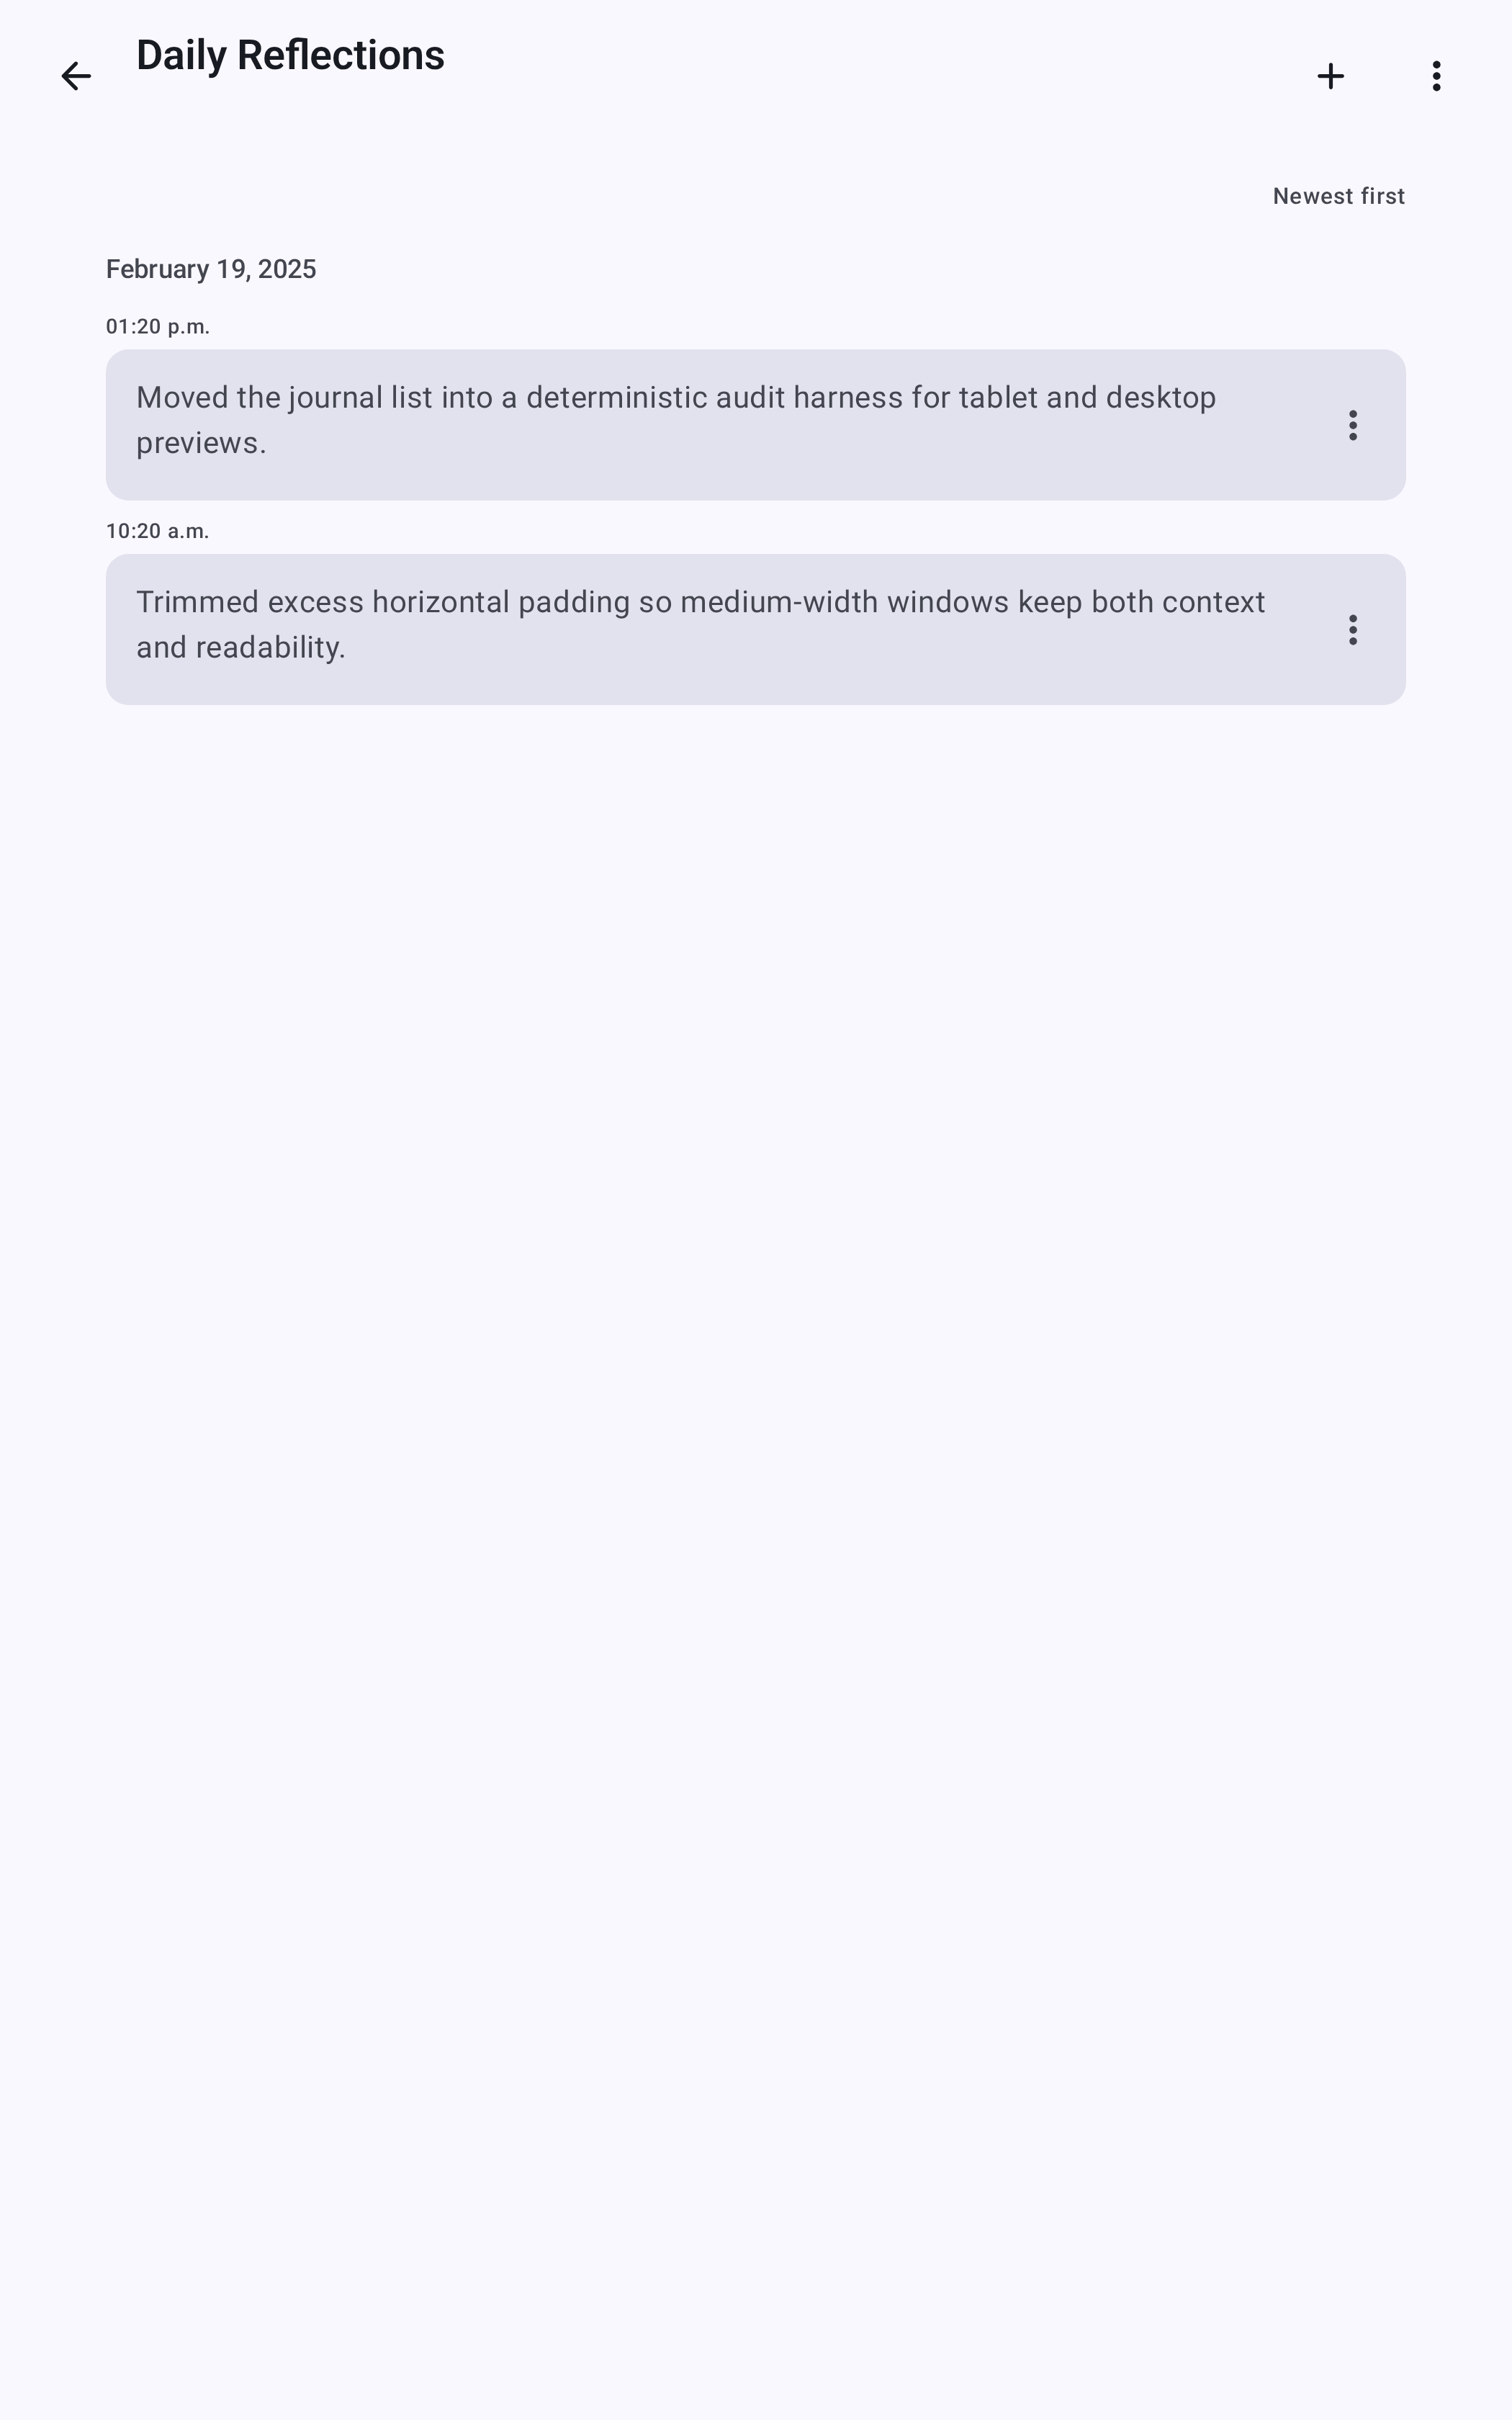 Daily Reflections
Newest first
February 19, 2025
01:20 p.m.
Moved the journal list into a deterministic audit harness for tablet and desktop
previews.
10:20 a.m.
Trimmed excess horizontal padding so medium-width windows keep both context
and readability.